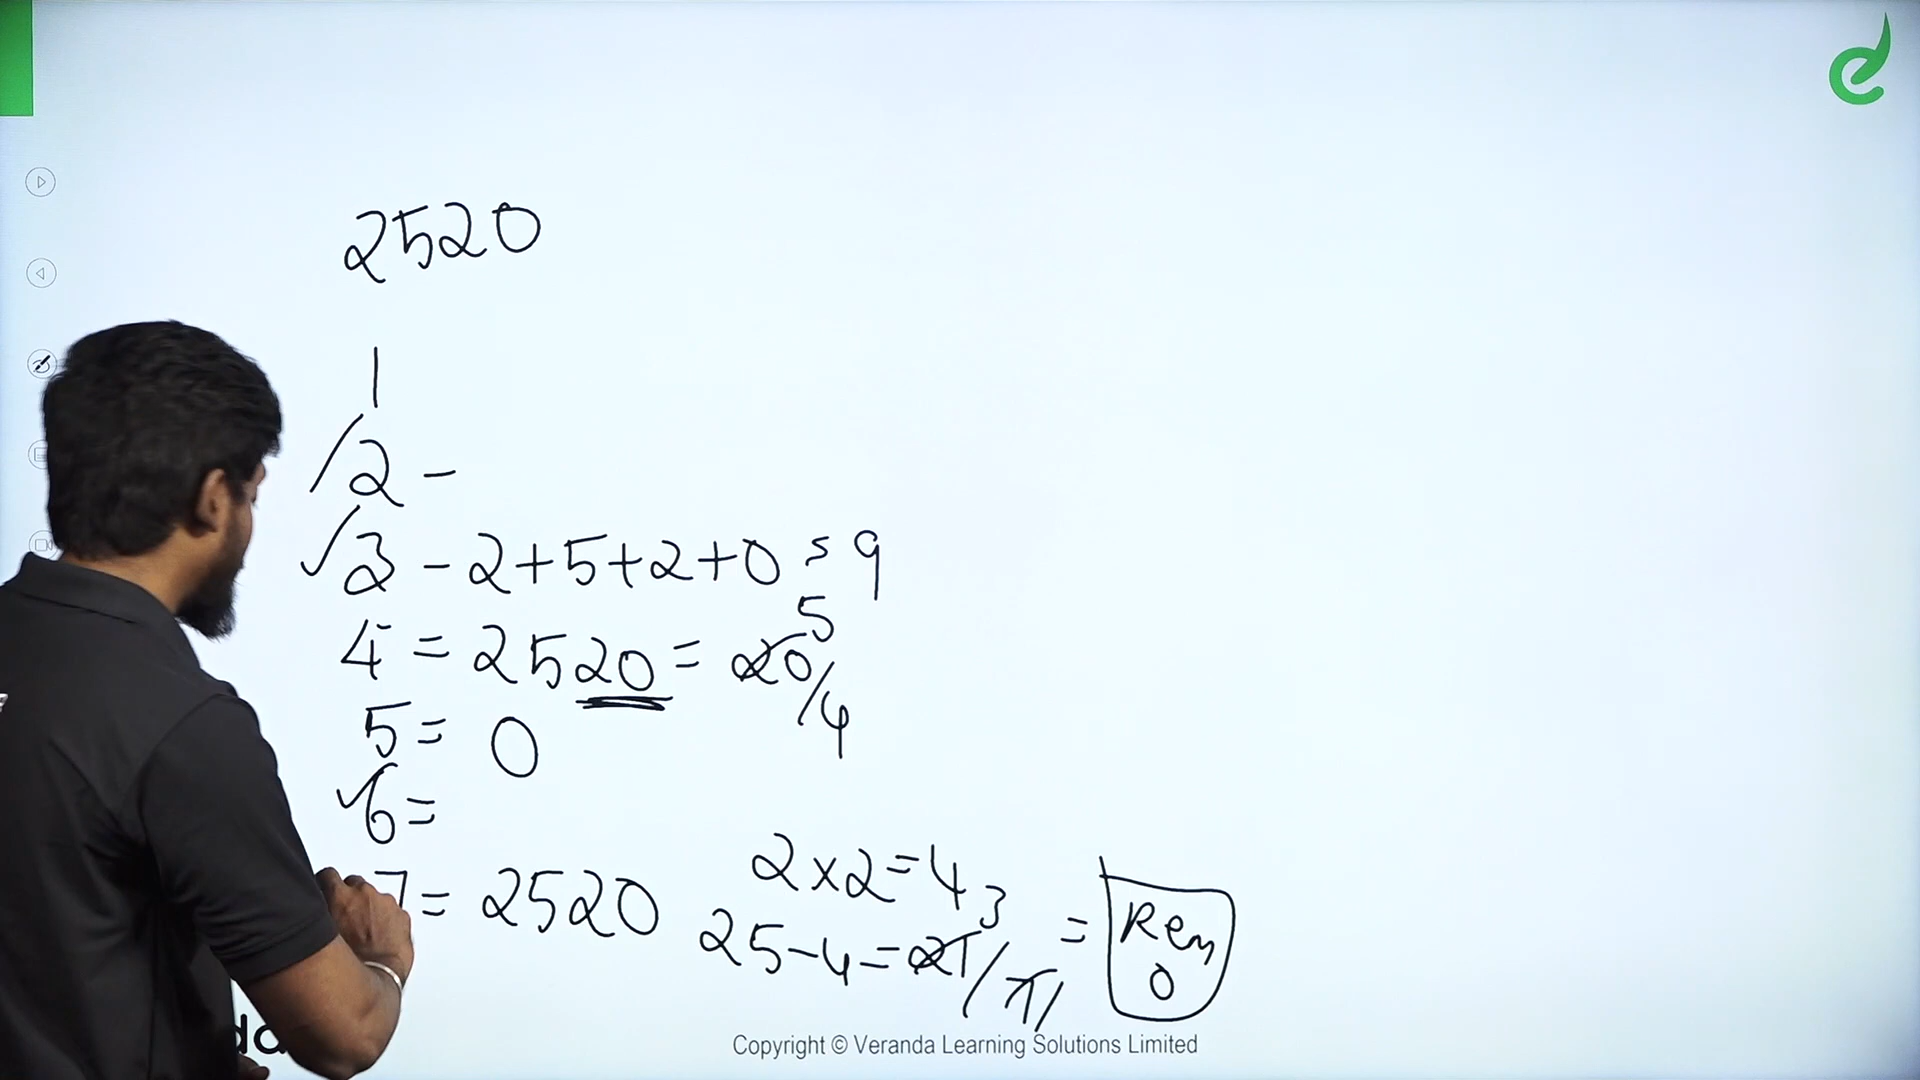 2520
1
2 -
3 - 2+5+2+0 = 9
4 = 2520 = 20/4 5
5 = 0
6 =
7 = 2520
2×2=4
25-4=21/7 3 = Rem 0
Copyright © Veranda Learning Solutions Limited